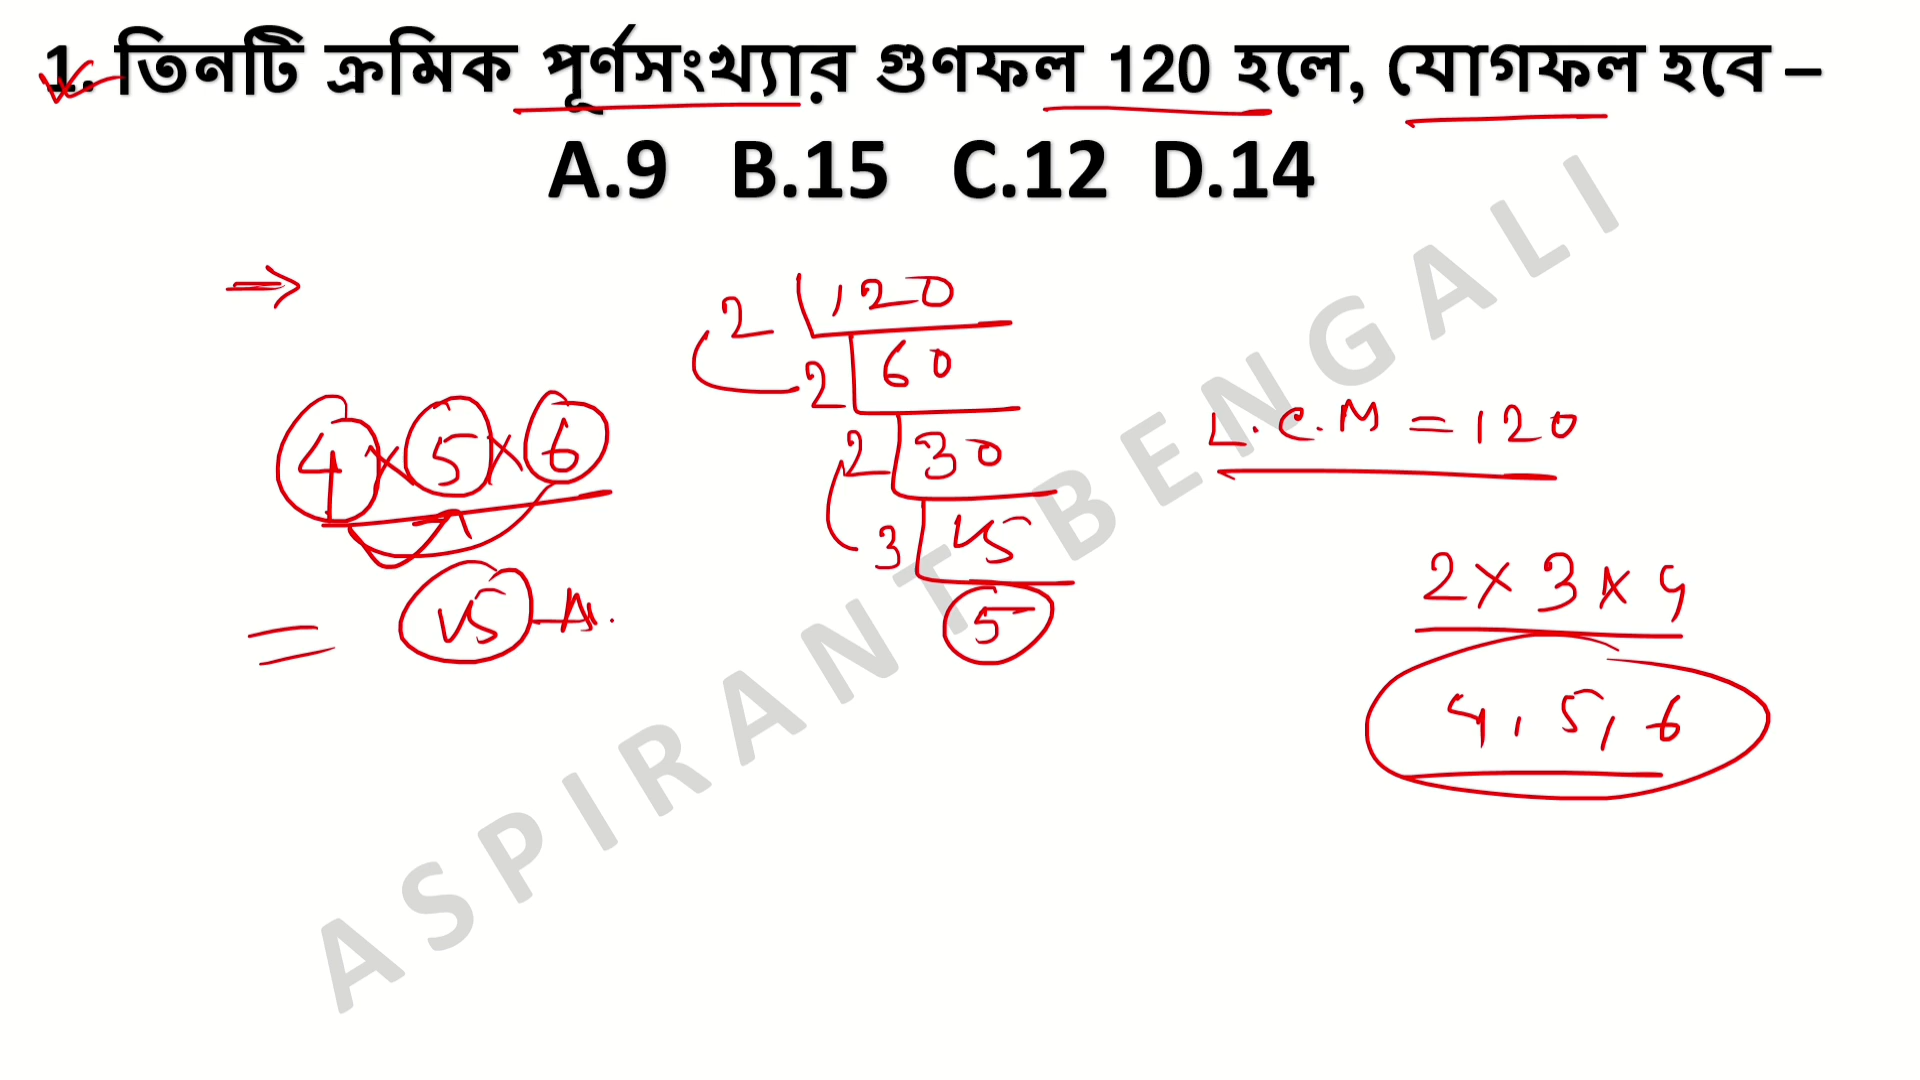 1. তিনটি ক্রমিক পূর্ণসংখ্যার গুণফল 120 হলে, যোগফল হবে –
A.9 B.15 C.12 D.14
⇒
2 120
2 60
2 30
3 15
5
4 × 5 × 6
= 15
L.C.M = 120
2 × 3 × 4
4, 5, 6
ASPIRANT BENGALI